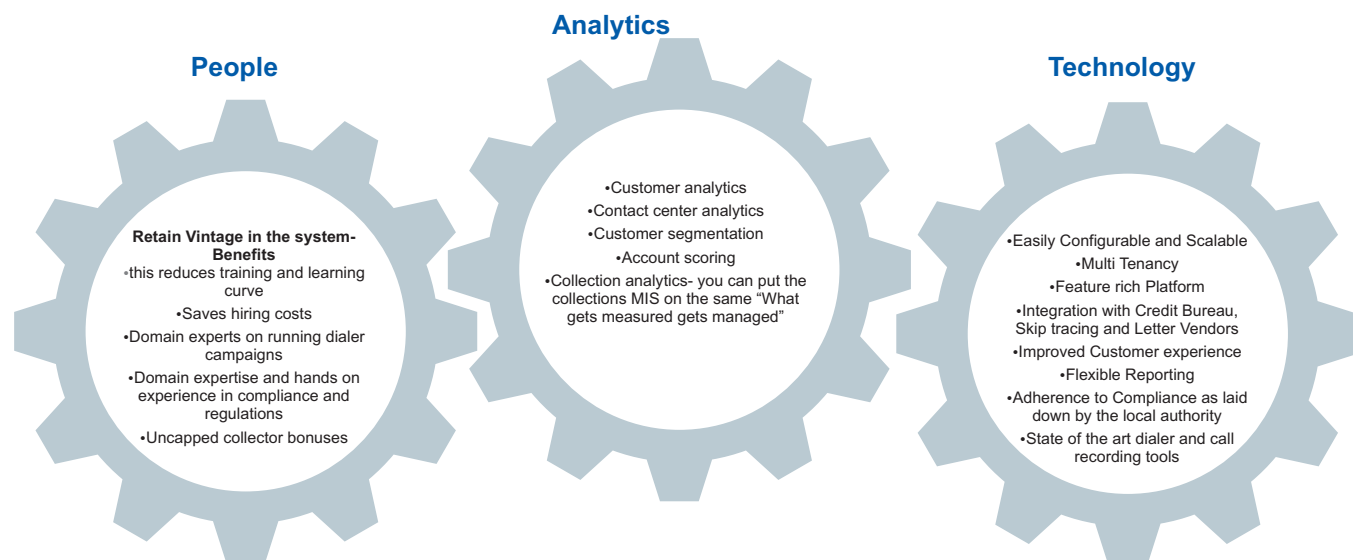 People
Retain Vintage in the system-
Benefits
•this reduces training and learning
curve
•Saves hiring costs
•Domain experts on running dialer
campaigns
•Domain expertise and hands on
experience in compliance and
regulations
•Uncapped collector bonuses
Analytics
•Customer analytics
•Contact center analytics
•Customer segmentation
•Account scoring
•Collection analytics- you can put the
collections MIS on the same “What
gets measured gets managed”
Technology
•Easily Configurable and Scalable
•Multi Tenancy
•Feature rich Platform
•Integration with Credit Bureau,
Skip tracing and Letter Vendors
•Improved Customer experience
•Flexible Reporting
•Adherence to Compliance as laid
down by the local authority
•State of the art dialer and call
recording tools